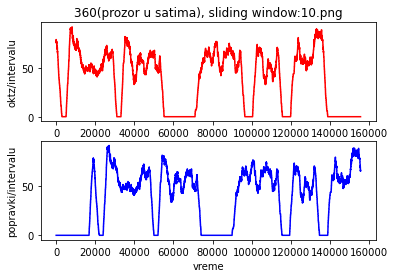 360(prozor u satima), sliding window:10.png
oktz/intervalu
50
0
0 20000 40000 60000 80000 100000 120000 140000 160000
popravki/intervalu
50
0
0 20000 40000 60000 80000 100000 120000 140000 160000
vreme